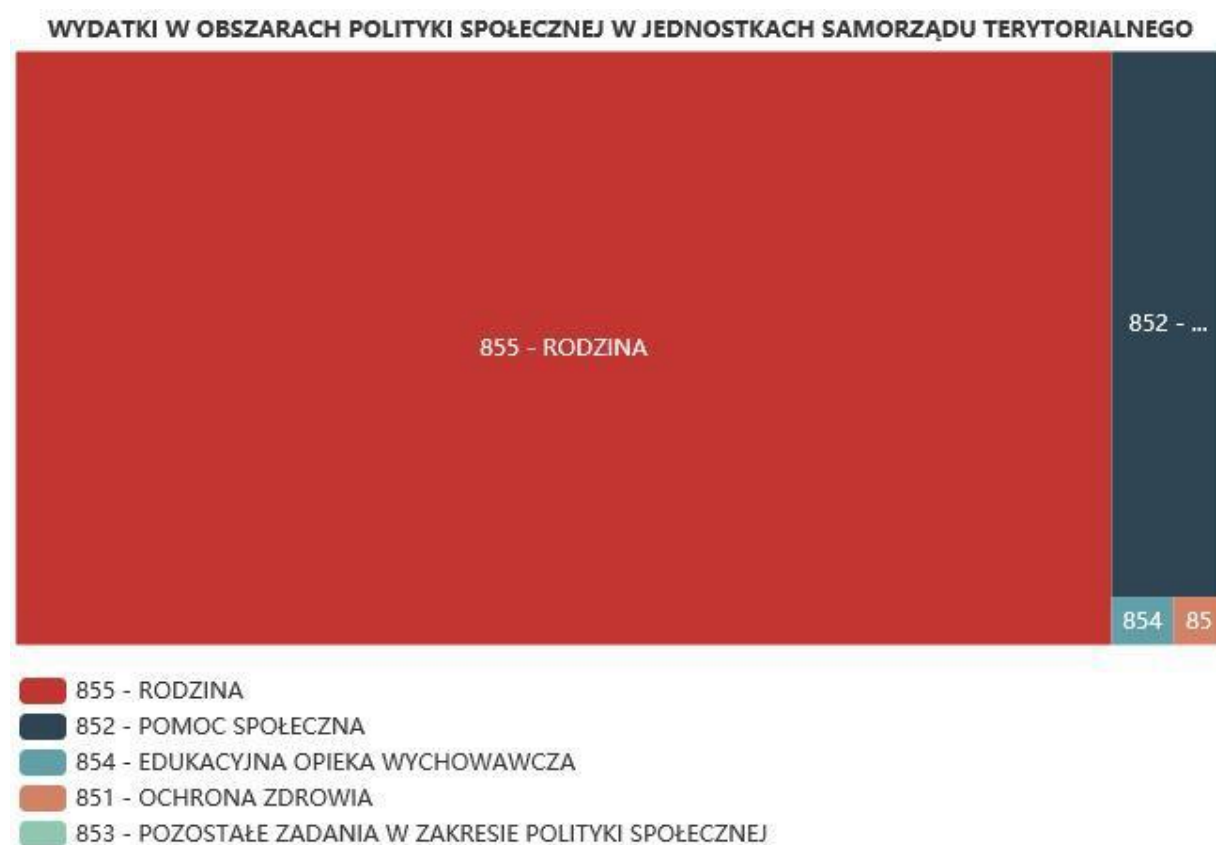 WYDATKI W OBSZARACH POLITYKI SPOŁECZNEJ W JEDNOSTKACH SAMORZĄDU TERYTORIALNEGO
855 - RODZINA
852 - ...
854 85
855 - RODZINA
852 - POMOC SPOŁECZNA
854 - EDUKACYJNA OPIEKA WYCHOWAWCZA
851 - OCHRONA ZDROWIA
853 - POZOSTAŁE ZADANIA W ZAKRESIE POLITYKI SPOŁECZNEJ